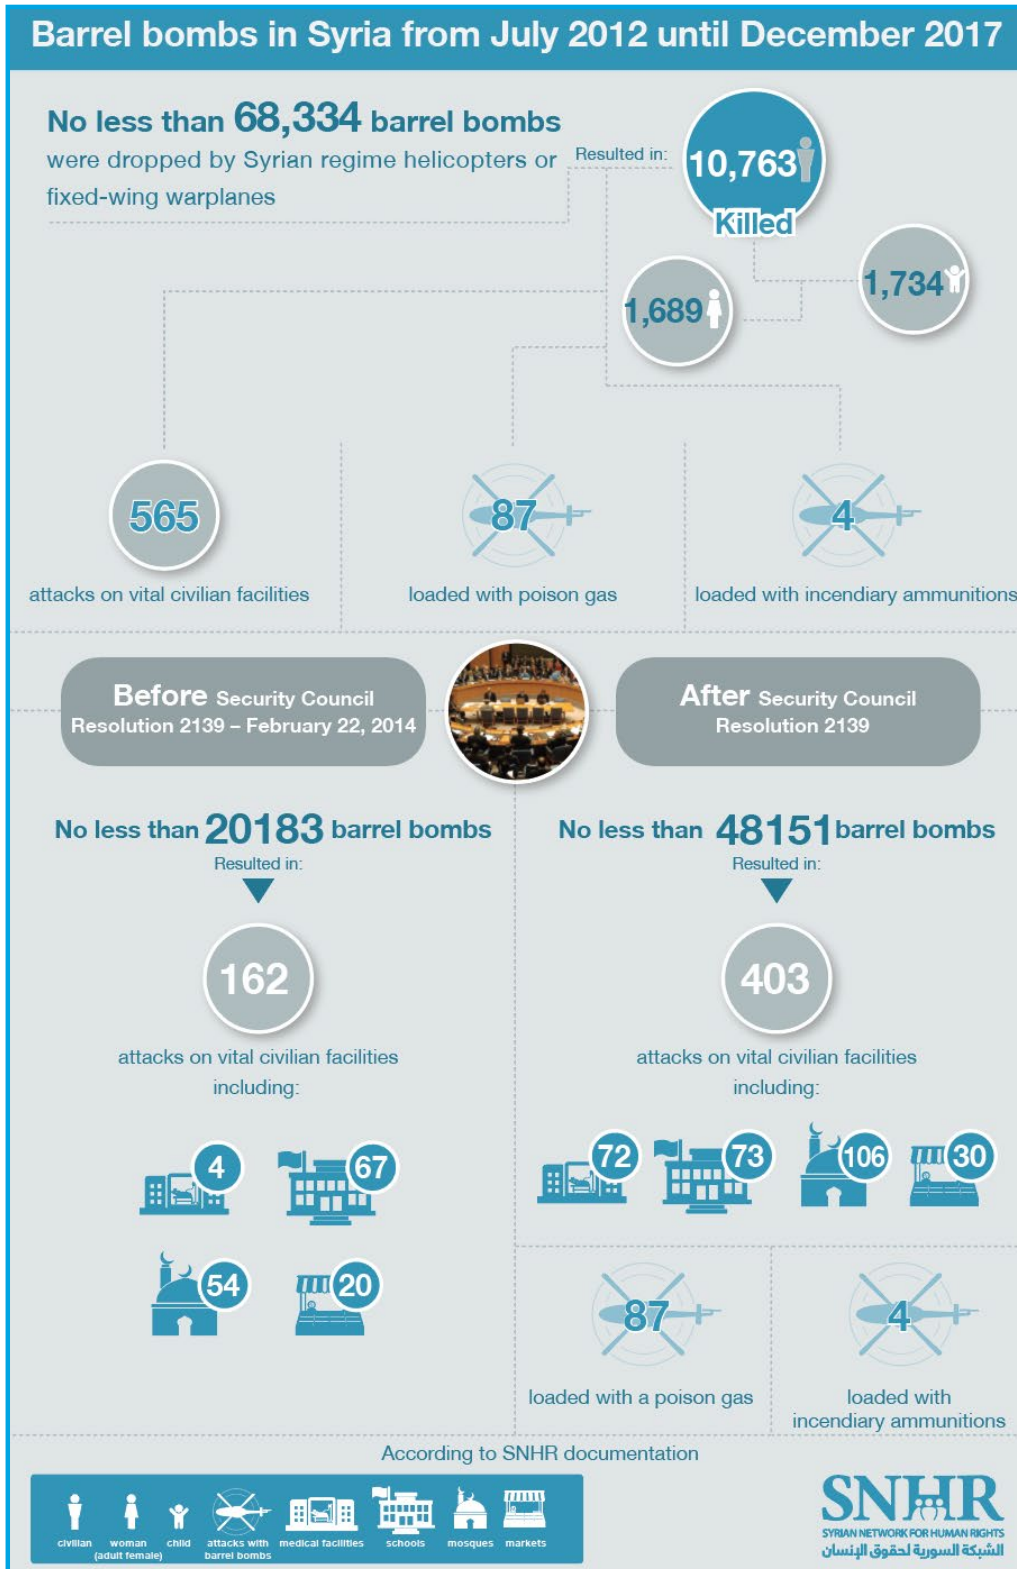 Barrel bombs in Syria from July 2012 until December 2017
No less than 68,334 barrel bombs
were dropped by Syrian regime helicopters or
fixed-wing warplanes
Resulted in:
10,763
Killed
1,689
1,734
565
attacks on vital civilian facilities
87
loaded with poison gas
4
loaded with incendiary ammunitions
Before Security Council
Resolution 2139 – February 22, 2014
No less than 20183 barrel bombs
Resulted in:
162
attacks on vital civilian facilities
including:
4
67
54
20
After Security Council
Resolution 2139
No less than 48151 barrel bombs
Resulted in:
403
attacks on vital civilian facilities
including:
72
73
106
30
87
loaded with a poison gas
4
loaded with
incendiary ammunitions
According to SNHR documentation
civilian
woman
(adult female)
child
attacks with
barrel bombs
medical facilities
schools
mosques
markets
SNHR
SYRIAN NETWORK FOR HUMAN RIGHTS
الشبكة السورية لحقوق الإنسان